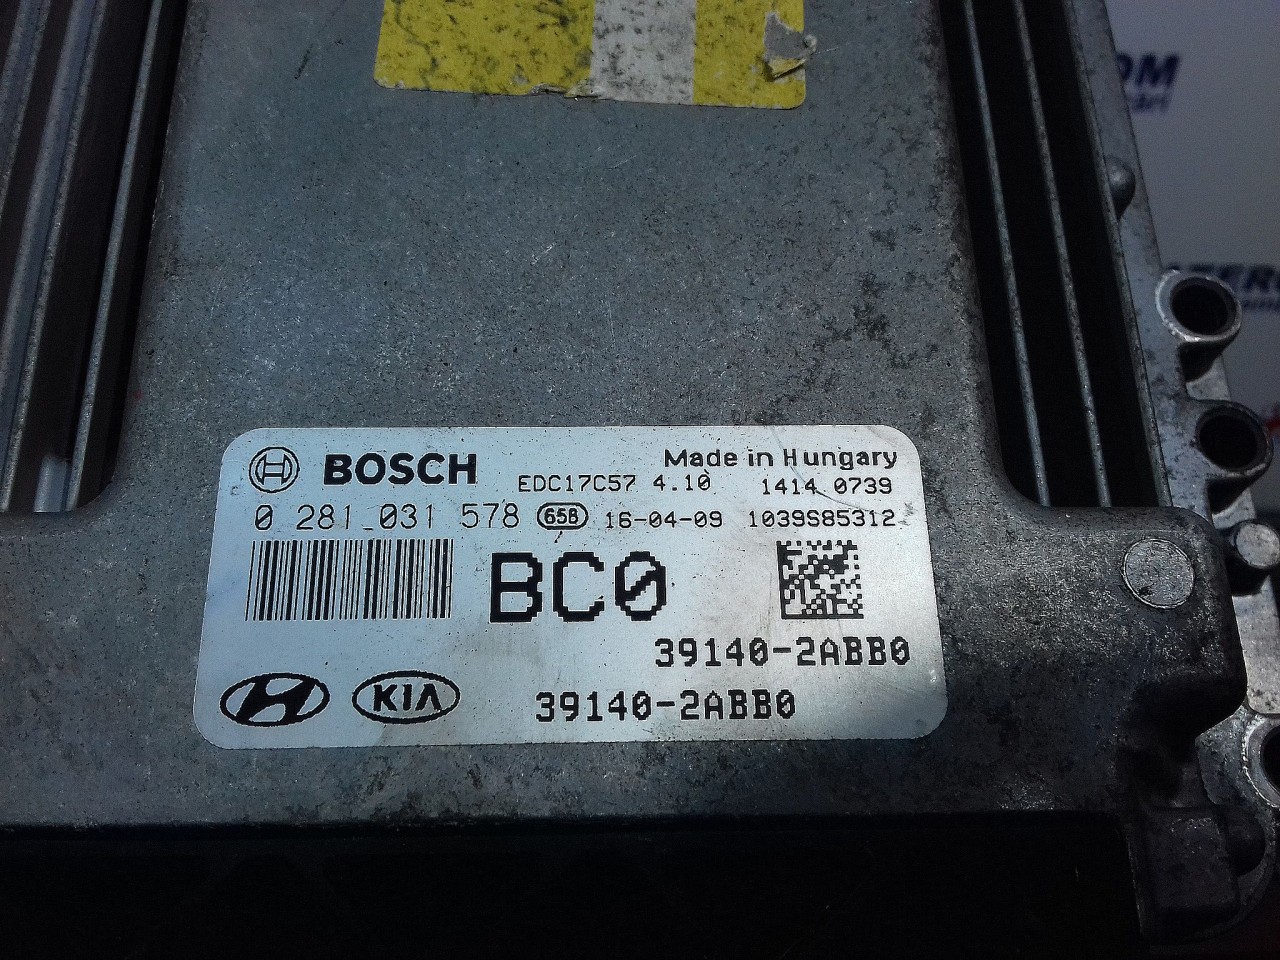 OM
BOSCH
Made in Hungary
EDC17C57 4.10
1414 0739
0 281 031 578
65B
16-04-09
1039S85312
BC0
39140-2ABB0
KIA
39140-2ABB0